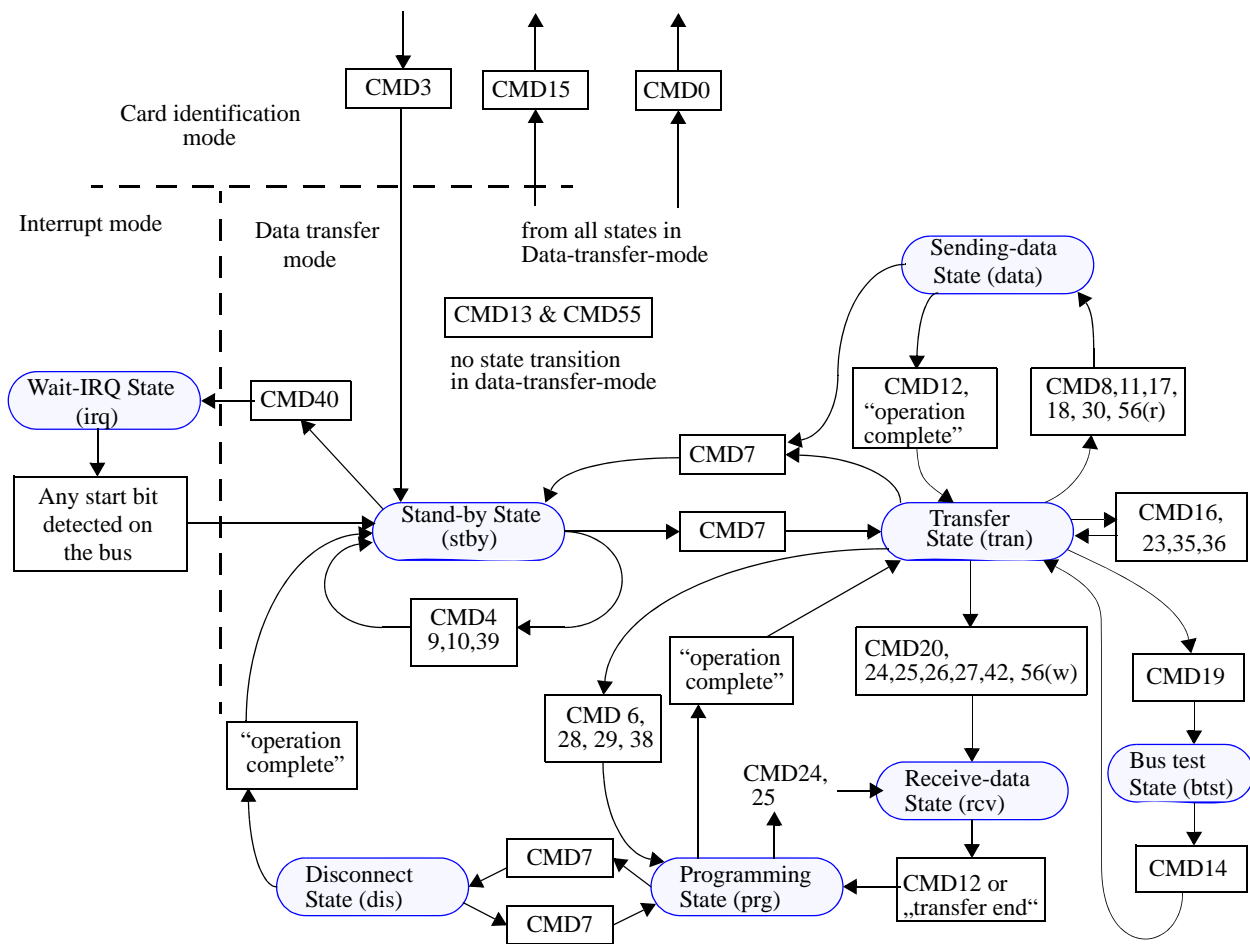 CMD3
CMD15
CMD0
Card identification
mode
Interrupt mode
Data transfer
mode
from all states in
Data-transfer-mode
Sending-data
State (data)
CMD13 & CMD55
no state transition
in data-transfer-mode
Wait-IRQ State
(irq)
CMD40
CMD12,
“operation
complete”
CMD8,11,17,
18, 30, 56(r)
CMD7
Any start bit
detected on
the bus
Stand-by State
(stby)
CMD7
Transfer
State (tran)
CMD16,
23,35,36
CMD4
9,10,39
“operation
complete”
CMD20,
24,25,26,27,42, 56(w)
CMD19
CMD 6,
28, 29, 38
“operation
complete”
CMD24,
25
Receive-data
State (rcv)
Bus test
State (btst)
CMD7
Disconnect
State (dis)
CMD7
Programming
State (prg)
CMD12 or
„transfer end“
CMD14